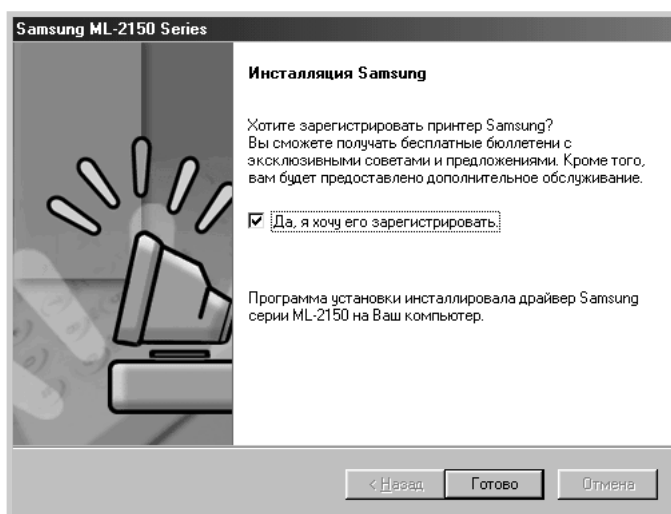 Samsung ML-2150 Series
Инсталляция Samsung
Хотите зарегистрировать принтер Samsung?
Вы сможете получать бесплатные бюллетени с
эксклюзивными советами и предложениями. Кроме того,
вам будет предоставлено дополнительное обслуживание.
Да, я хочу его зарегистрировать.
Программа установки инсталлировала драйвер Samsung
серии ML-2150 на Ваш компьютер.
< Назад
Готово
Отмена